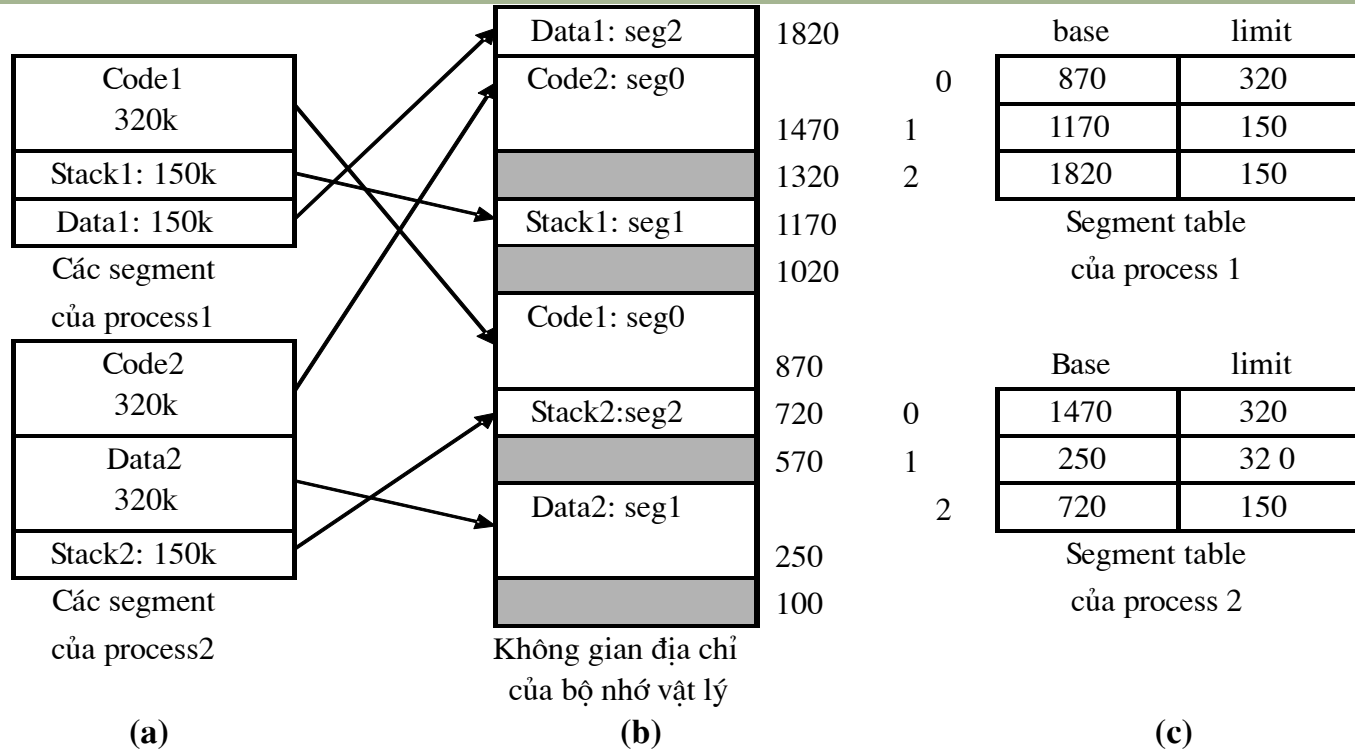 Code1
320k
Stack1: 150k
Data1: 150k
Các segment
của process1
Code2
320k
Data2
320k
Stack2: 150k
Các segment
của process2
(a)
Data1: seg2 1820
Code2: seg0
1470
1320
Stack1: seg1 1170
1020
Code1: seg0
870
Stack2:seg2 720
570
Data2: seg1
250
100
Không gian địa chỉ
của bộ nhớ vật lý
(b)
base limit
0 870 320
1 1170 150
2 1820 150
Segment table
của process 1
Base limit
0 1470 320
1 250 32 0
2 720 150
Segment table
của process 2
(c)